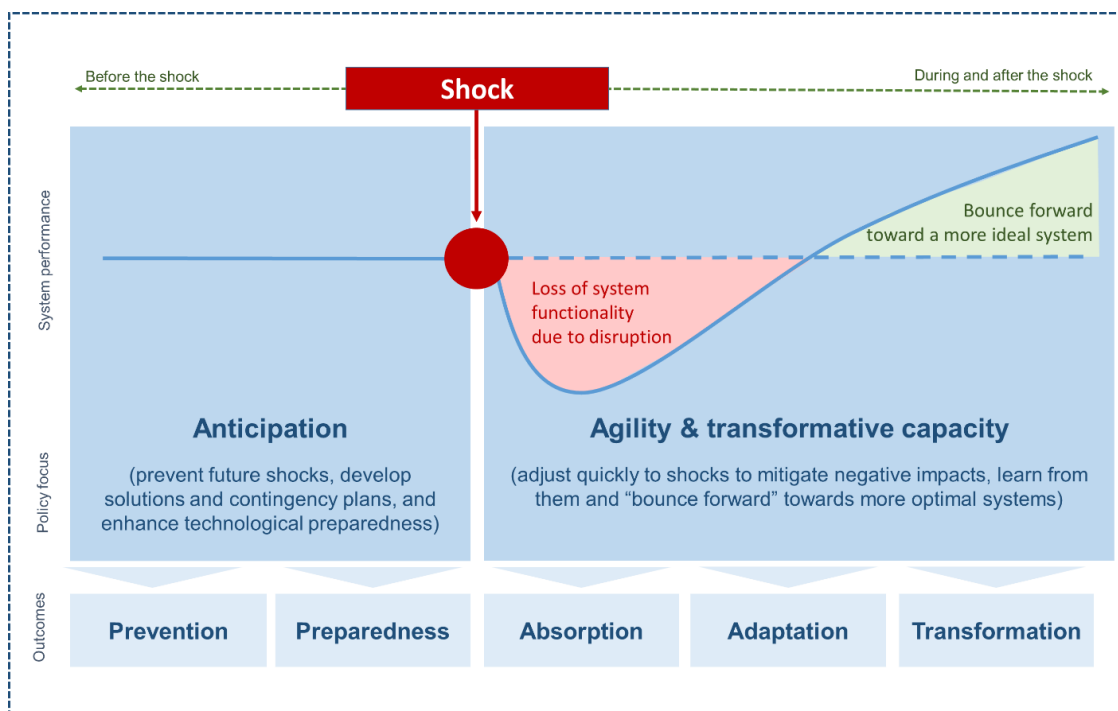 Before the shock
Shock
During and after the shock
System performance
Bounce forward
toward a more ideal system
Loss of system
functionality
due to disruption
Policy focus
Anticipation
(prevent future shocks, develop
solutions and contingency plans, and
enhance technological preparedness)
Agility & transformative capacity
(adjust quickly to shocks to mitigate negative impacts, learn from
them and “bounce forward” towards more optimal systems)
Outcomes
Prevention
Preparedness
Absorption
Adaptation
Transformation